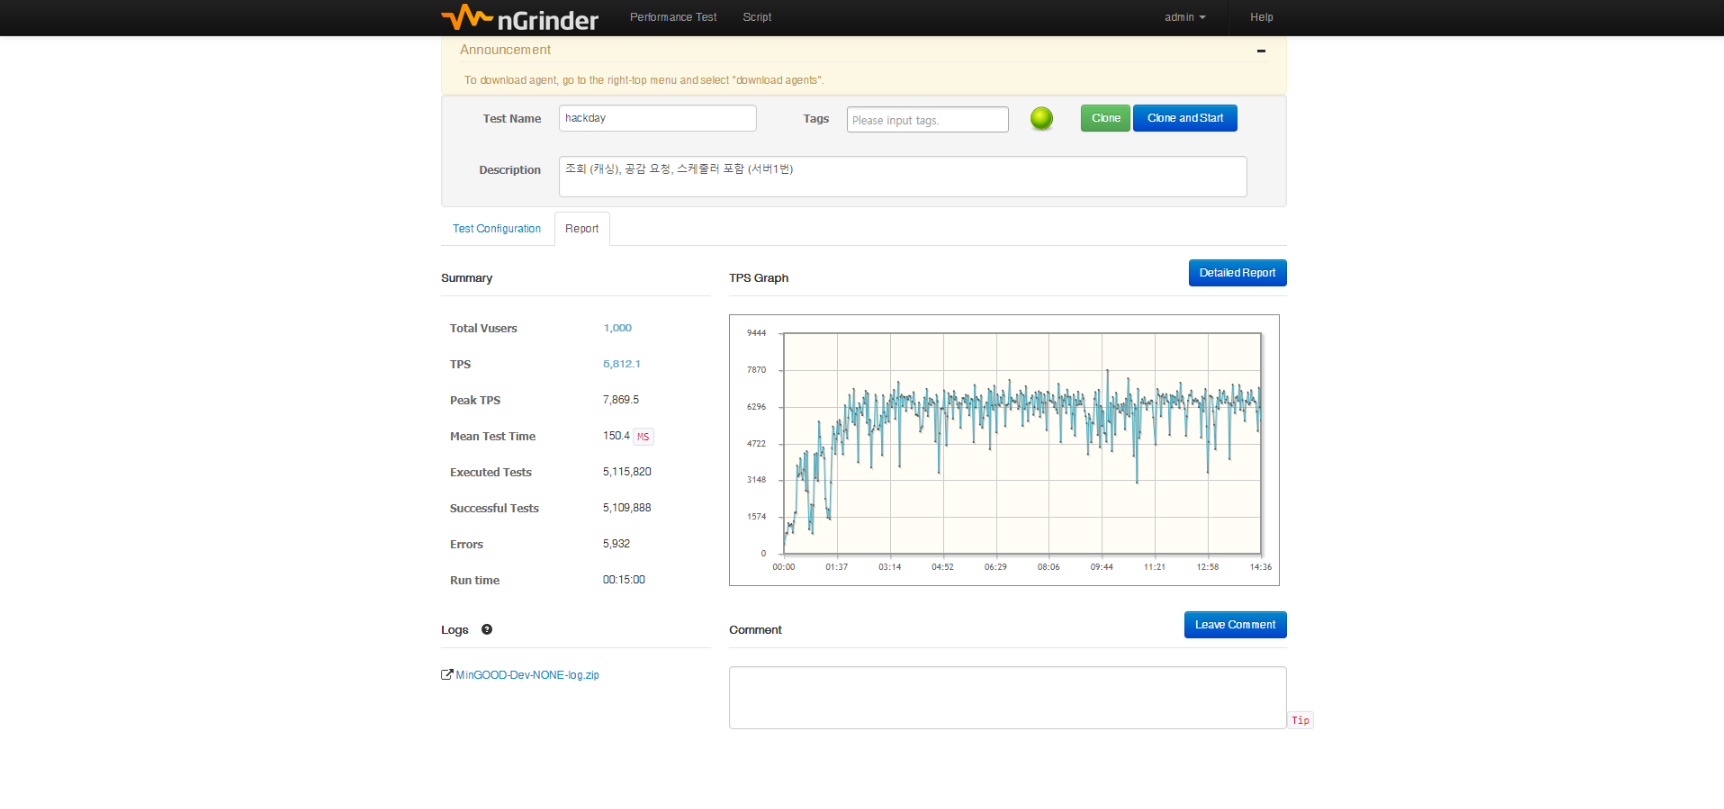 nGrinder Performance Test Script admin Help
Announcement
To download agent, go to the right-top menu and select "download agents".
Test Name hackday Tags Please input tags. Clone Clone and Start
Description 조회 (캐싱), 공감 요청, 스케줄러 포함 (서버1번)
Test Configuration Report
Summary
Total Vusers 1,000
TPS 5,812.1
Peak TPS 7,869.5
Mean Test Time 150.4 MS
Executed Tests 5,115,820
Successful Tests 5,109,888
Errors 5,932
Run time 00:15:00
TPS Graph Detailed Report
9444
7870
6296
4722
3148
1574
0
00:00 01:37 03:14 04:52 06:29 08:06 09:44 11:21 12:58 14:36
Logs
MinGOOD-Dev-NONE-log.zip
Comment Leave Comment
Tip